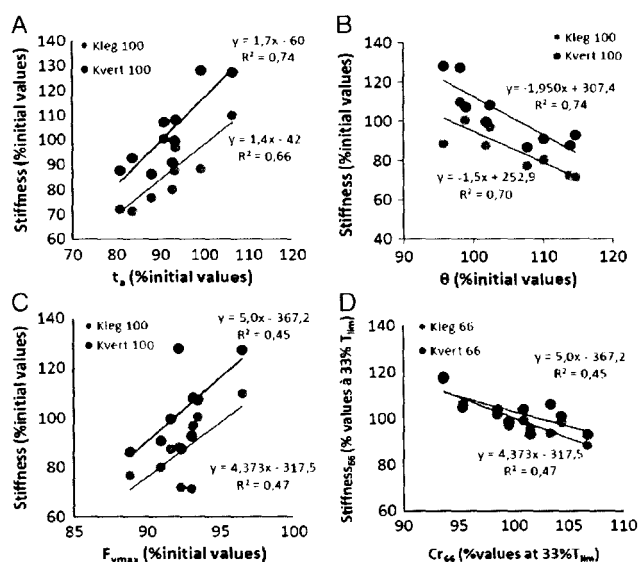 A
Stiffness (%initial values)
150
140
130
120
110
100
90
80
70
60
Kleg 100
Kvert 100
y = 1,7x - 60
R² = 0,74
y = 1,4x - 42
R² = 0,66
70 80 90 100 110 120
ta (%initial values)
B
Stiffness (%initial values)
140
120
100
80
60
40
Kleg 100
Kvert 100
y = -1,950x + 307,4
R² = 0,74
y = -1,5x + 252,9
R² = 0,70
90 100 110 120
θ (%initial values)
C
Stiffness (%initial values)
140
120
100
80
60
Kleg 100
Kvert 100
y = 5,0x - 367,2
R² = 0,45
y = 4,373x - 317,5
R² = 0,47
85 90 95 100
Fvmax (%initial values)
D
Stiffness66 (% values à 33% Tlim)
140
120
100
80
60
Kleg 66
Kvert 66
y = 5,0x - 367,2
R² = 0,45
y = 4,373x - 317,5
R² = 0,47
90 95 100 105 110
Cr66 (%values at 33%Tlim)